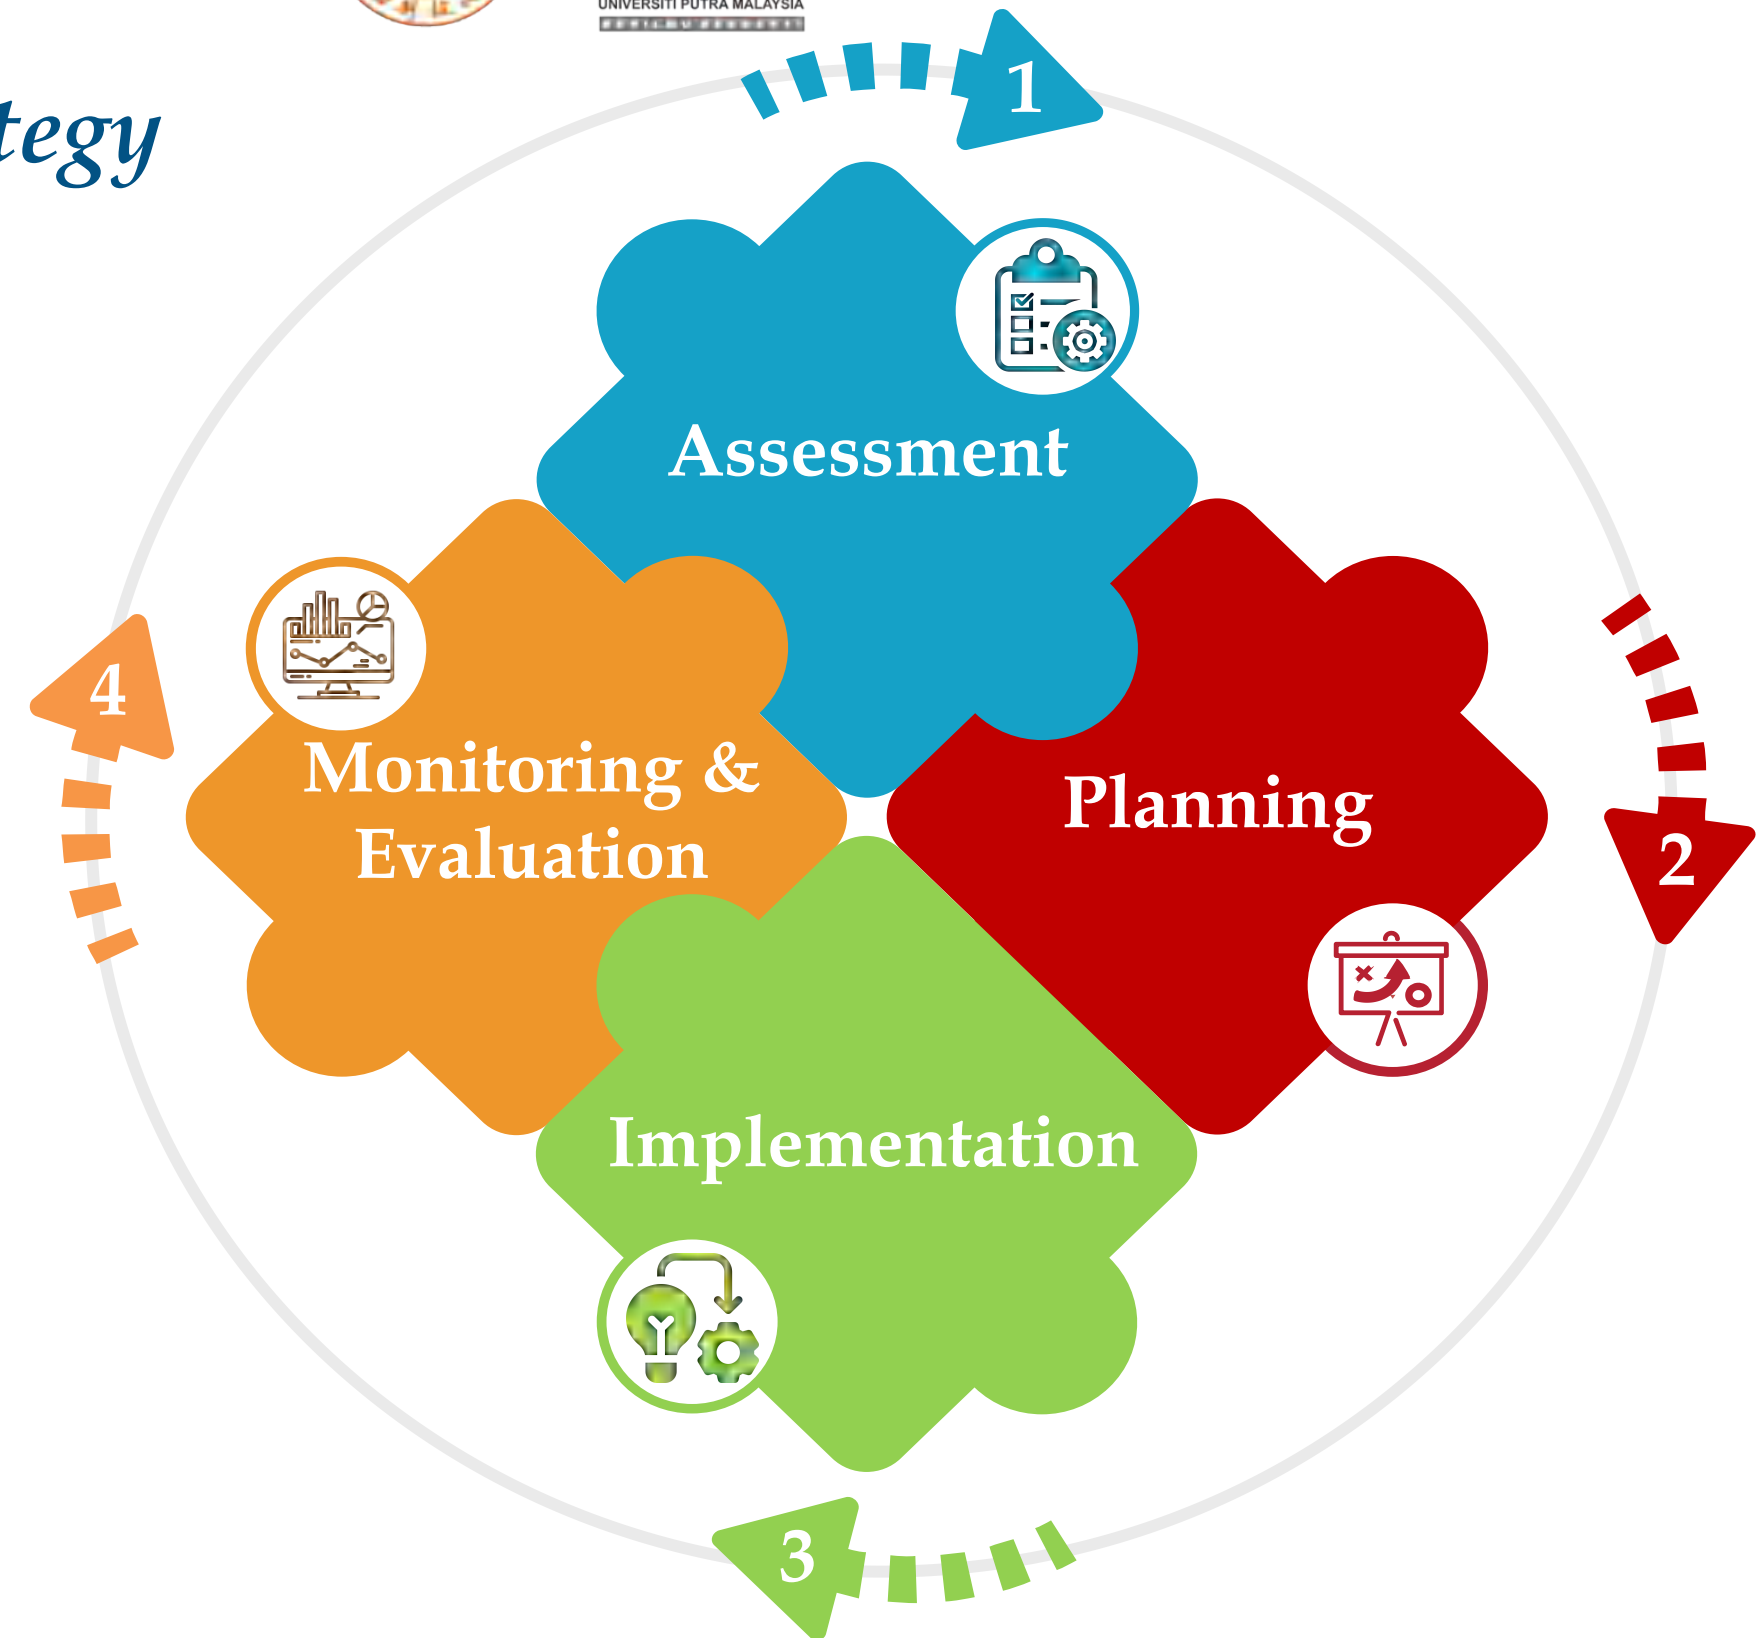 UNIVERSITI PUTRA MALAYSIA
tegy
1
Assessment
4
Monitoring &
Evaluation
Planning
2
Implementation
3